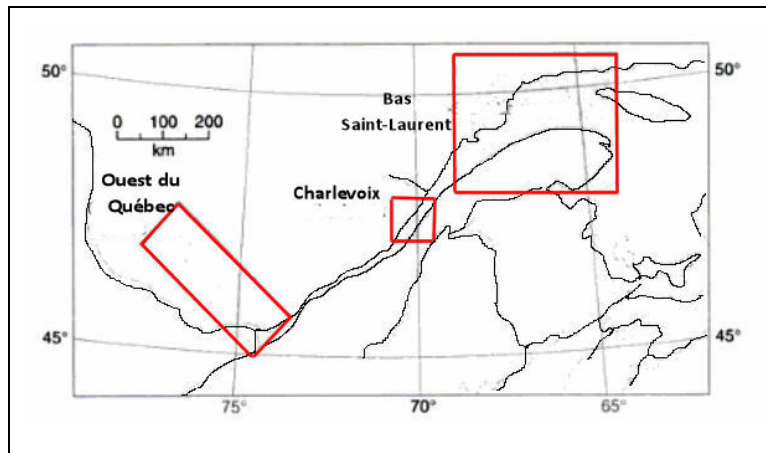 50°
50°
Bas
Saint-Laurent
0 100 200
km
Ouest du
Québec
Charlevoix
45°
45°
75°
70°
65°